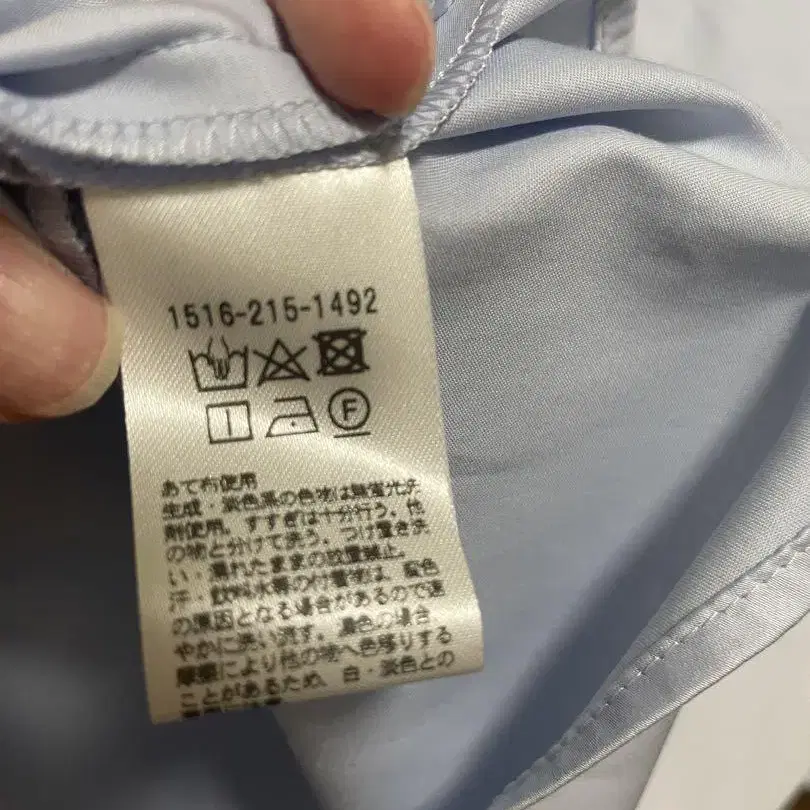 1516-215-1492
F
あて布使用
生成・淡色系の色物は無蛍光洗
剤使用。すすぎは十分行う。他
の物と分けて洗う。つけ置き洗
い・濡れたままの放置禁止。
汗・飲料水等の付着物は、変色
の原因となる場合があるので速
やかに洗い流す。濃色の場合
摩擦により他の物へ色移りする
ことがあるため、白・淡色との